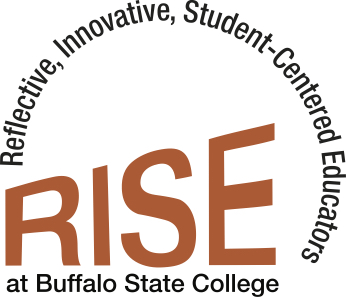 Reflective, Innovative, Student-Centered Educators
RISE
at Buffalo State College